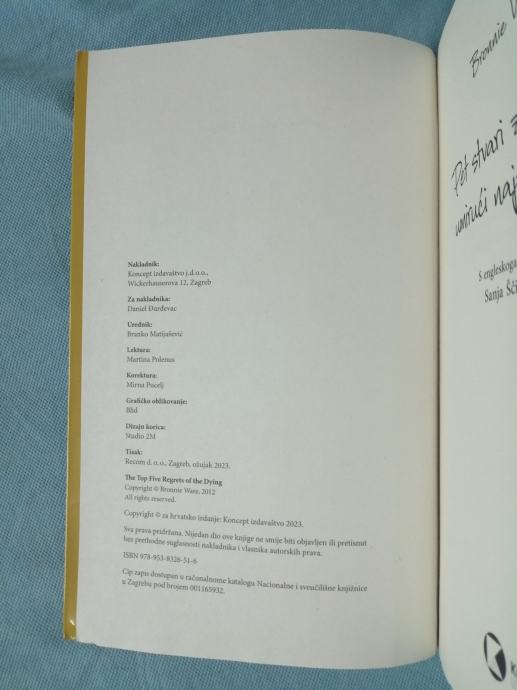 Nakladnik:
Koncept izdavaštvo j.d.o.o.,
Wickerhauserova 12, Zagreb
Za nakladnika:
Daniel Đurđevac
Urednik:
Branko Matijašević
Lektura:
Martina Polenus
Korektura:
Mirna Pucelj
Grafičko oblikovanje:
Bld
Dizajn korica:
Studio 2M
Tisak:
Recom d. o. o., Zagreb, ožujak 2023.
The Top Five Regrets of the Dying
Copyright © Bronnie Ware, 2012
All rights reserved.
Copyright © za hrvatsko izdanje: Koncept izdavaštvo 2023.
Sva prava pridržana. Nijedan dio ove knjige ne smije biti objavljen ili pretisnut
bez prethodne suglasnosti nakladnika i vlasnika autorskih prava.
ISBN 978-953-8326-51-6
Cip zapis dostupan u računalnome katalogu Nacionalne i sveučilišne knjižnice
u Zagrebu pod brojem 001165932.
Bronnie
Pet stvari
umirući
S engleskoga
Sanja